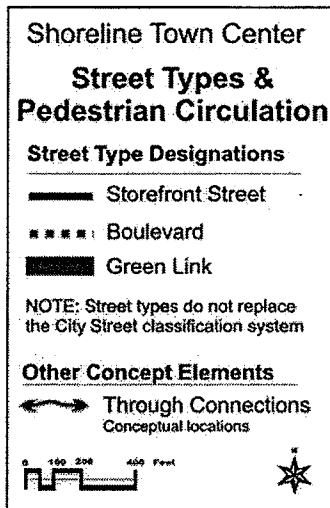 Shoreline Town Center
Street Types &
Pedestrian Circulation
Street Type Designations
Storefront Street
Boulevard
Green Link
NOTE: Street types do not replace
the City Street classification system
Other Concept Elements
Through Connections
Conceptual locations
0 100 200 400 Feet
N